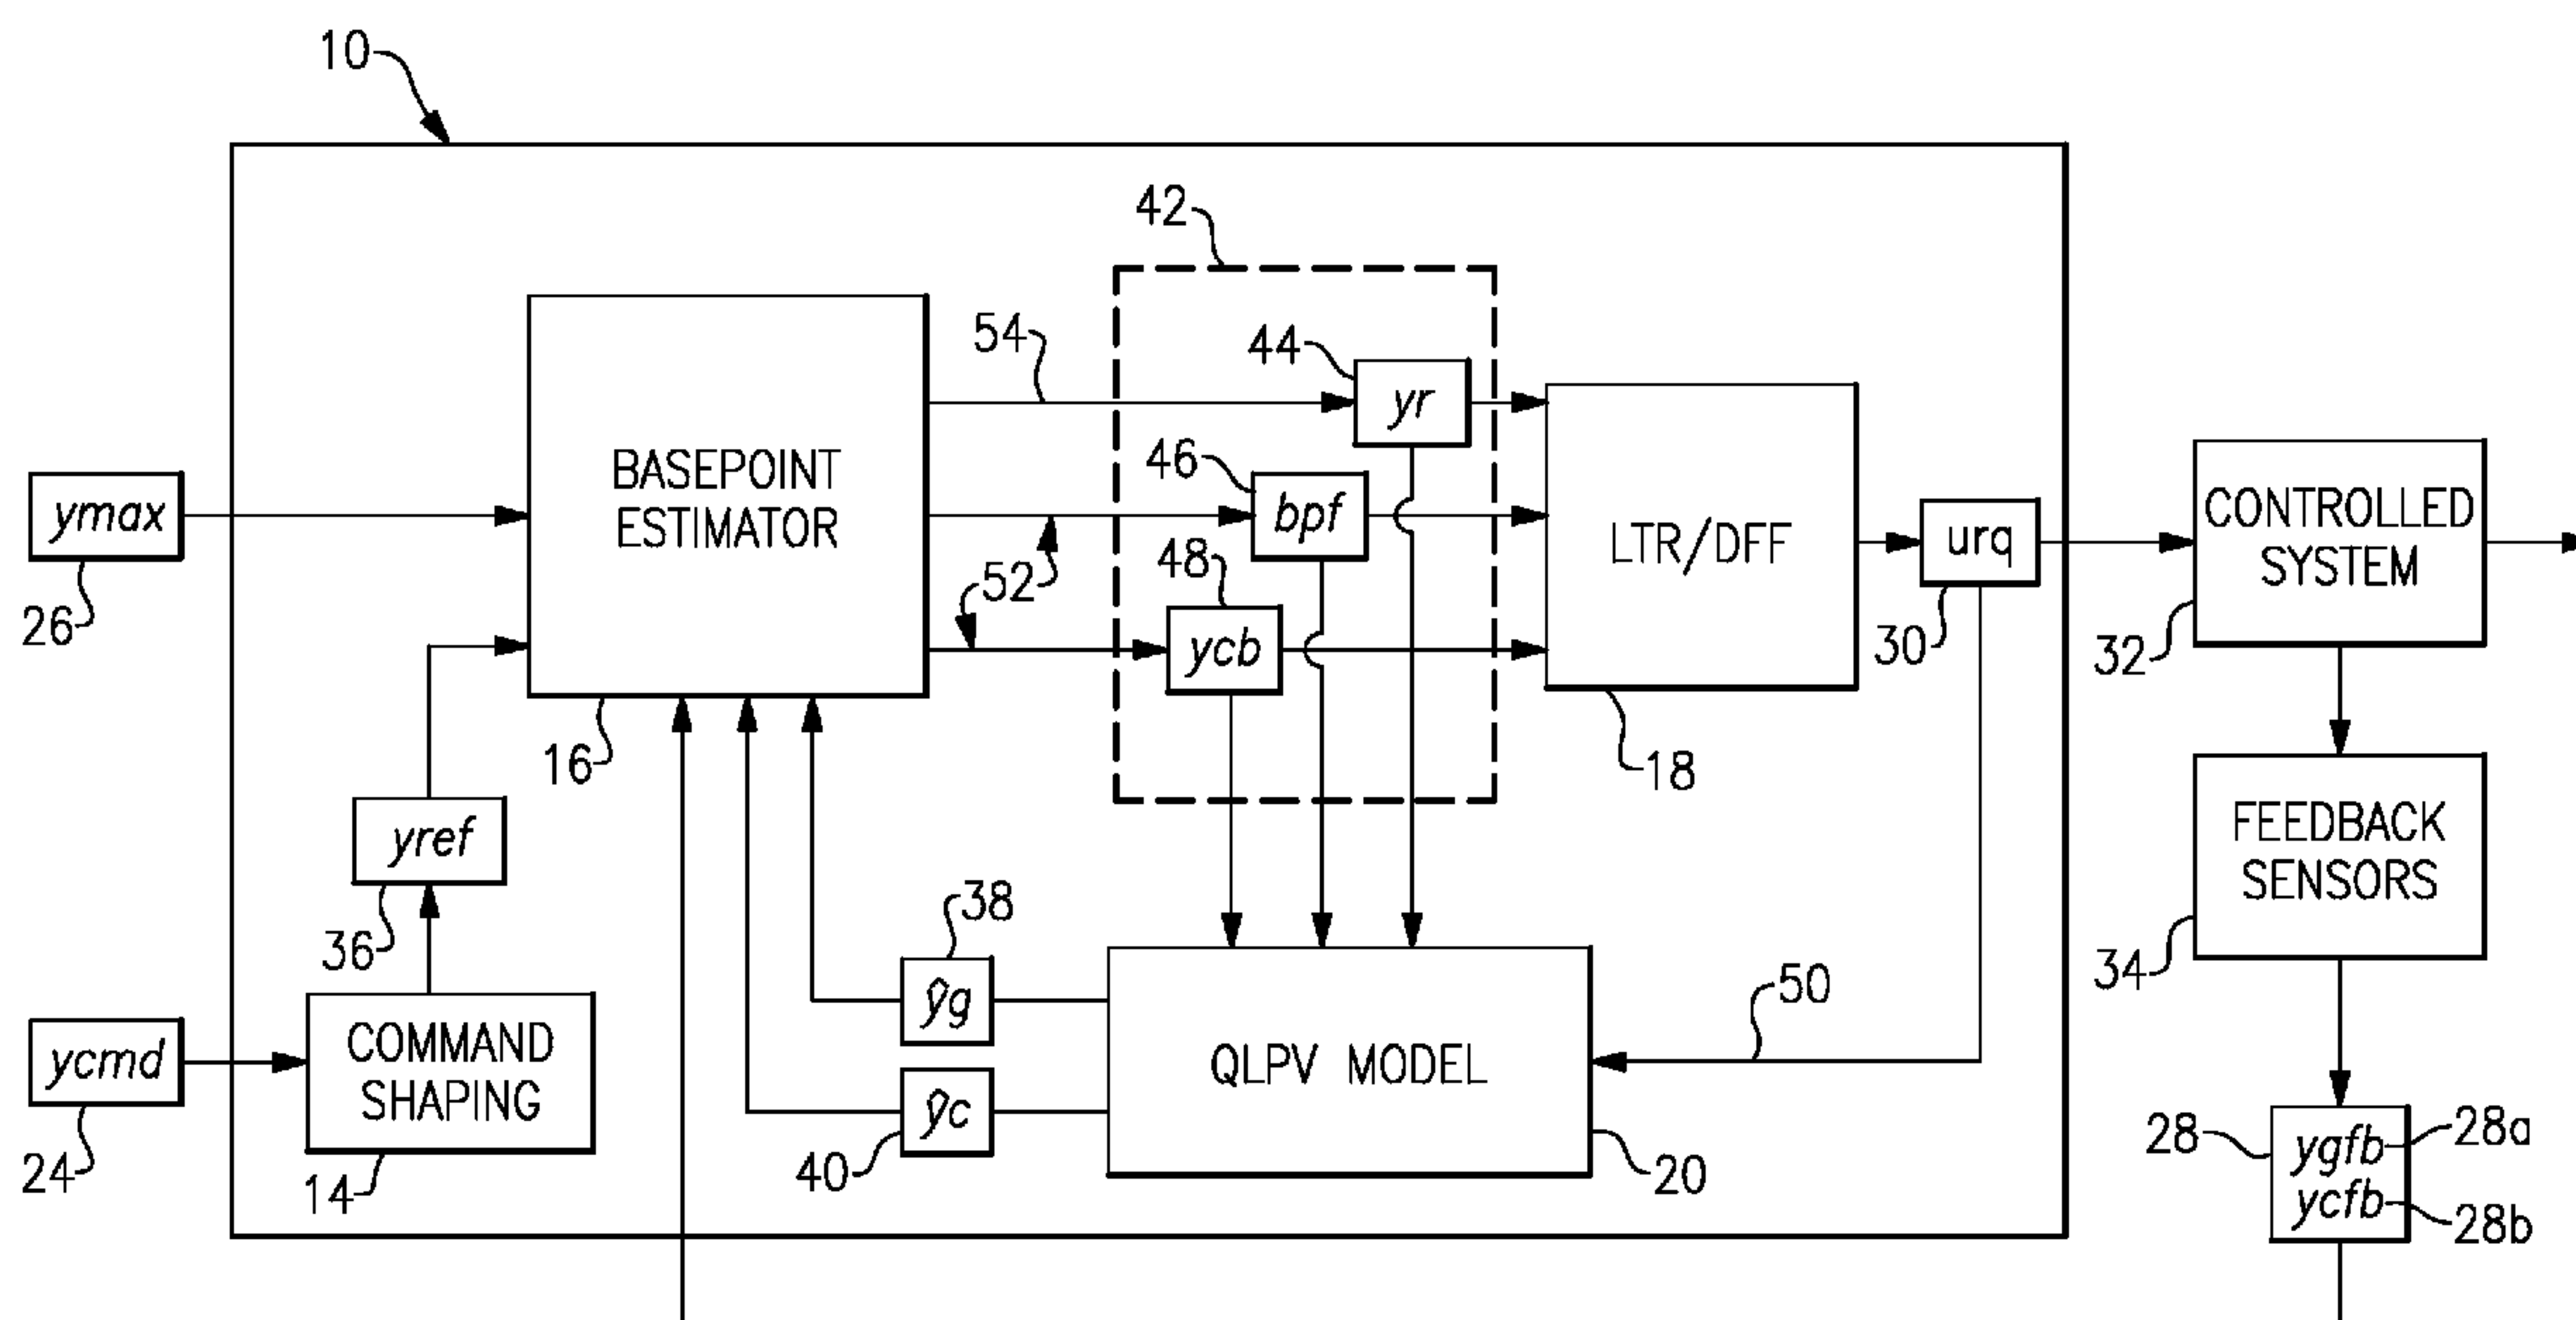 10
42
54
44
yr
BASEPOINT
ESTIMATOR
46
bpf
ymax
26
52
48
ycb
LTR/DFF
urq
30
CONTROLLED
SYSTEM
32
16
18
yref
36
FEEDBACK
SENSORS
34
38
ŷg
50
ycmd
24
COMMAND
SHAPING
14
ŷc
40
QLPV MODEL
20
28
ygfb
28a
ycfb
28b